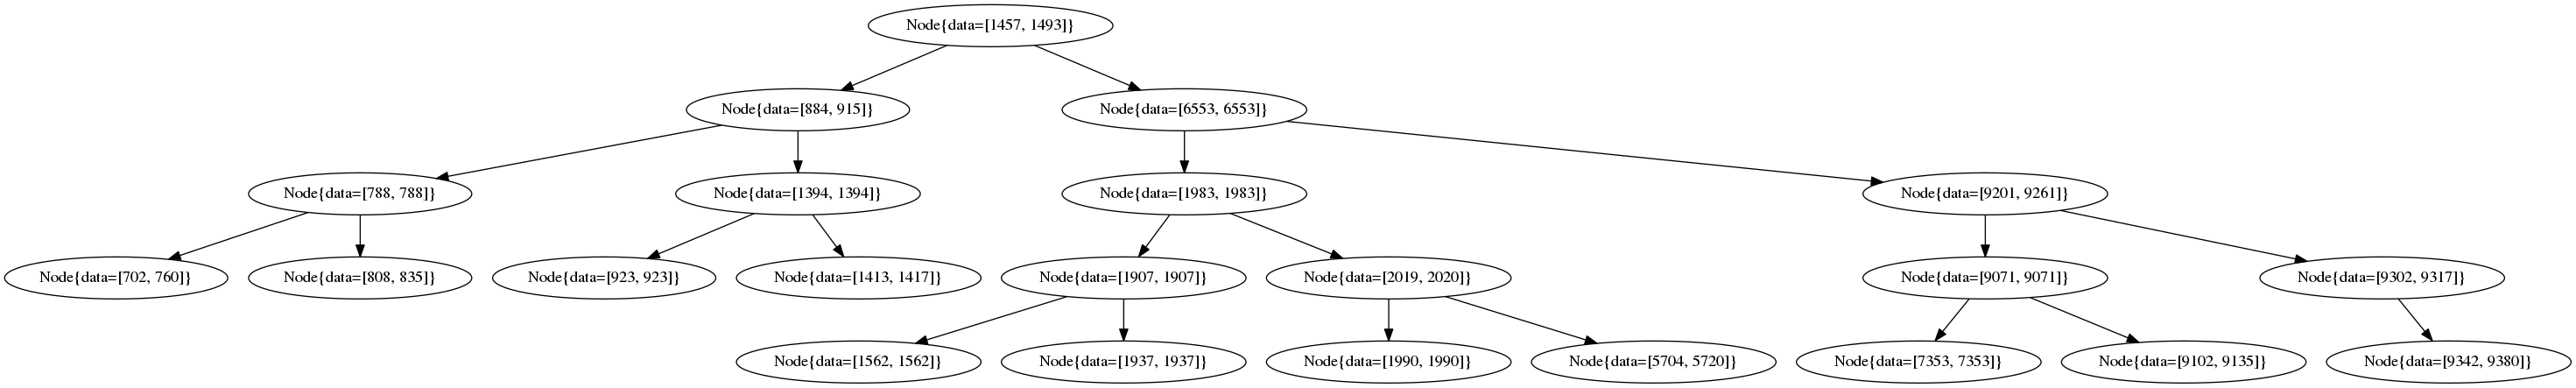 Node{data=[1457, 1493]}
Node{data=[884, 915]}
Node{data=[6553, 6553]}
Node{data=[788, 788]}
Node{data=[1394, 1394]}
Node{data=[1983, 1983]}
Node{data=[9201, 9261]}
Node{data=[702, 760]}
Node{data=[808, 835]}
Node{data=[923, 923]}
Node{data=[1413, 1417]}
Node{data=[1907, 1907]}
Node{data=[2019, 2020]}
Node{data=[9071, 9071]}
Node{data=[9302, 9317]}
Node{data=[1562, 1562]}
Node{data=[1937, 1937]}
Node{data=[1990, 1990]}
Node{data=[5704, 5720]}
Node{data=[7353, 7353]}
Node{data=[9102, 9135]}
Node{data=[9342, 9380]}